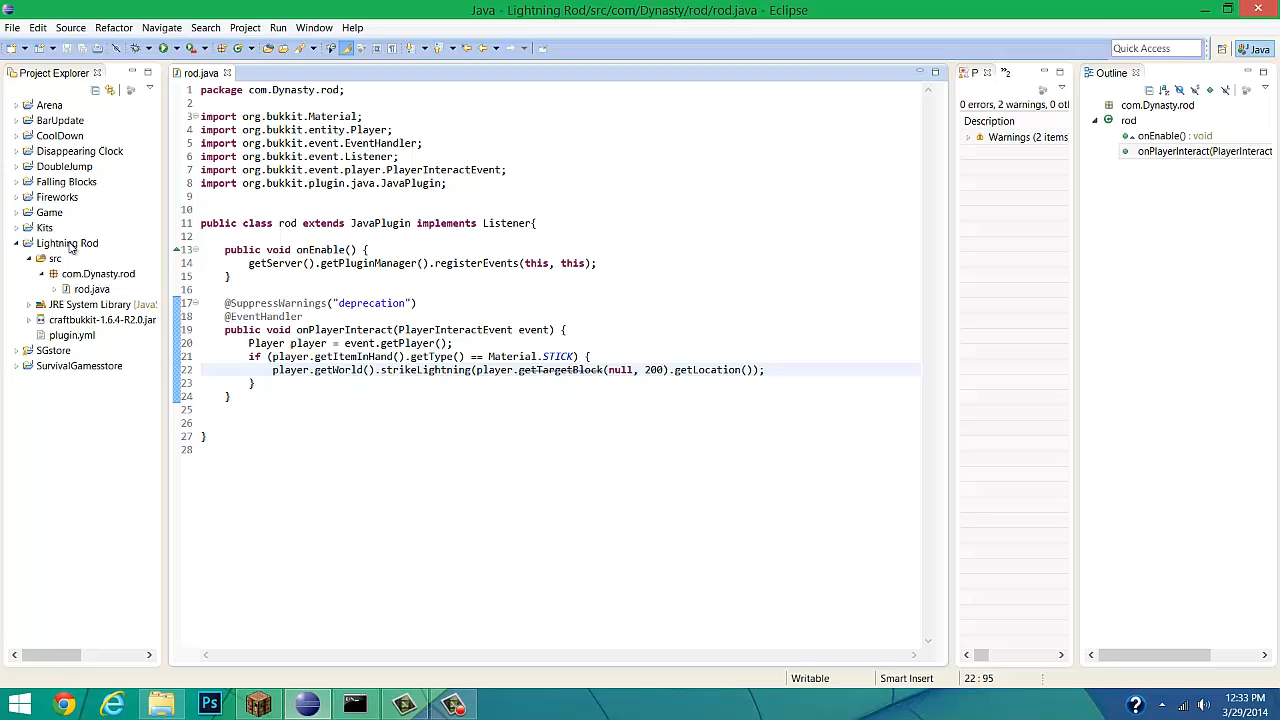 Java - Lightning Rod/src/com/Dynasty/rod/rod.java - Eclipse
File Edit Source Refactor Navigate Search Project Run Window Help
Quick Access
Java
Project Explorer
Arena
BarUpdate
CoolDown
Disappearing Clock
DoubleJump
Falling Blocks
Fireworks
Game
Kits
Lightning Rod
src
com.Dynasty.rod
rod.java
JRE System Library [Java
craftbukkit-1.6.4-R2.0.jar
plugin.yml
SGstore
SurvivalGamesstore
rod.java
1 package com.Dynasty.rod;
2
3 import org.bukkit.Material;
4 import org.bukkit.entity.Player;
5 import org.bukkit.event.EventHandler;
6 import org.bukkit.event.Listener;
7 import org.bukkit.event.player.PlayerInteractEvent;
8 import org.bukkit.plugin.java.JavaPlugin;
9
10
11 public class rod extends JavaPlugin implements Listener{
13 public void onEnable() {
14 getServer().getPluginManager().registerEvents(this, this);
15 }
16
17 @SuppressWarnings("deprecation")
18 @EventHandler
19 public void onPlayerInteract(PlayerInteractEvent event) {
20 Player player = event.getPlayer();
21 if (player.getItemInHand().getType() == Material.STICK) {
22 player.getWorld().strikeLightning(player.getTargetBlock(null, 200).getLocation());
23 }
24 }
25
26
27 }
28
P
2
0 errors, 2 warnings, 0 ot
Description
Warnings (2 items
Outline
com.Dynasty.rod
rod
onEnable() : void
onPlayerInteract(PlayerInteract
Writable
Smart Insert
22 : 95
Ps
12:33 PM
3/29/2014